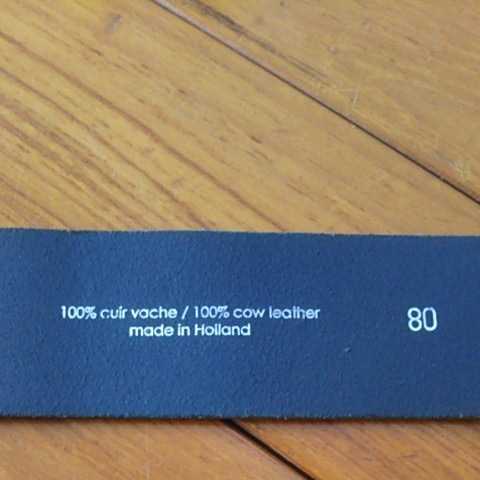 100% cuir vache / 100% cow leather
made in Holland
80